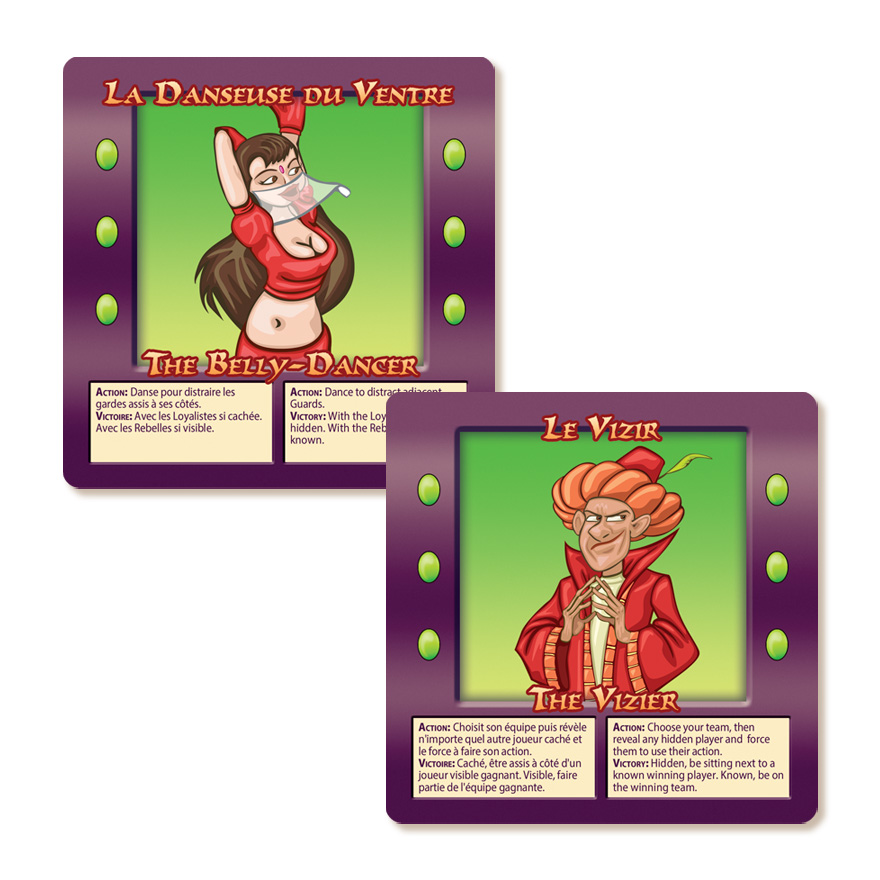 La Danseuse du Ventre
The Belly-Dancer
Action: Danse pour distraire les
gardes assis à ses côtés.
Victoire: Avec les Loyalistes si cachée.
Avec les Rebelles si visible.
Action: Dance to distract adjacent
Guards.
Victory: With the
hidden. With the
known.
Le Vizir
The Vizier
Action: Choisit son équipe puis révèle
n'importe quel autre joueur caché et
le force à faire son action.
Victoire: Caché, être assis à côté d'un
joueur visible gagnant. Visible, faire
partie de l'équipe gagnante.
Action: Choose your team, then
reveal any hidden player and force
them to use their action.
Victory: Hidden, be sitting next to a
known winning player. Known, be on
the winning team.